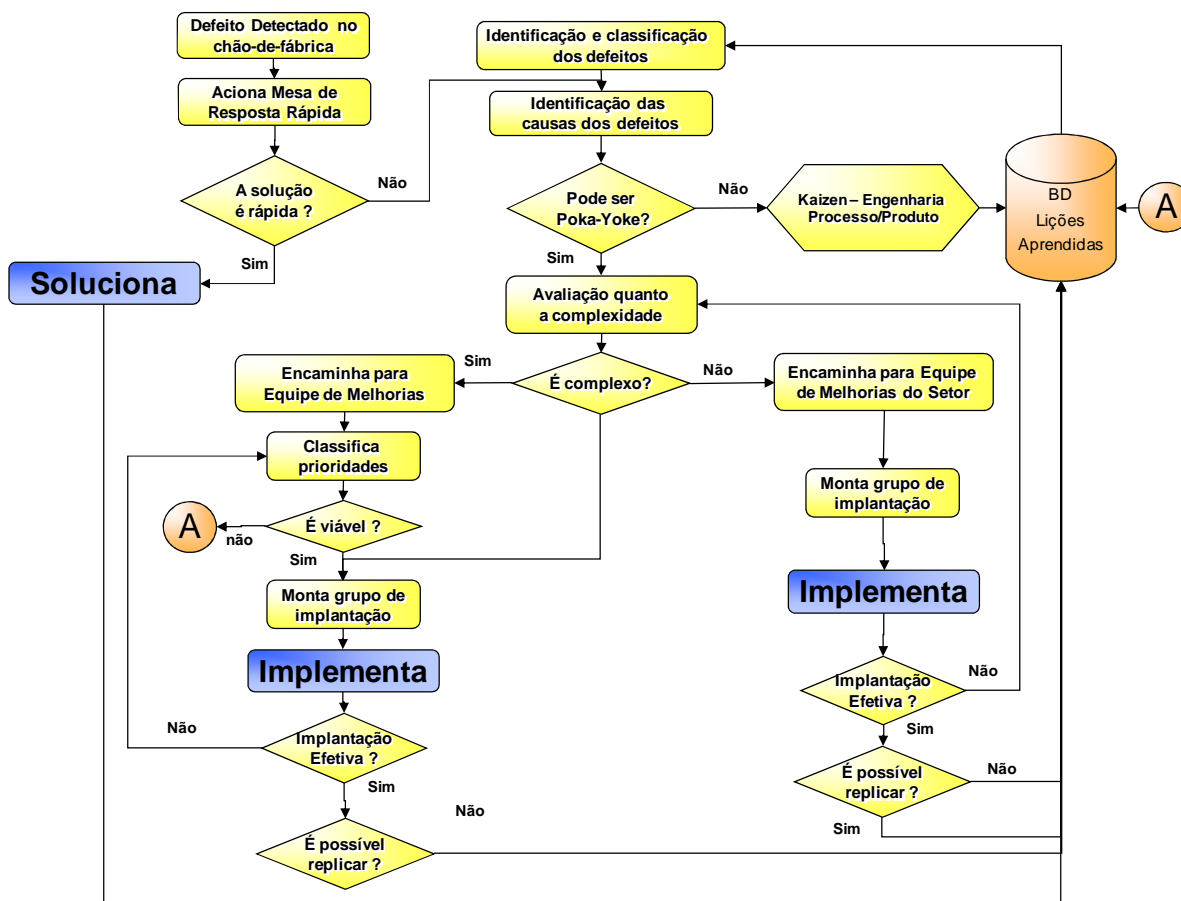 Defeito Detectado no
chão-de-fábrica
Identificação e classificação
dos defeitos
Aciona Mesa de
Resposta Rápida
Identificação das
causas dos defeitos
A solução
é rápida ?
Não
Pode ser
Poka-Yoke?
Não
Kaizen – Engenharia
Processo/Produto
BD
Lições
Aprendidas
A
Sim
Soluciona
Sim
Avaliação quanto
a complexidade
Sim
É complexo?
Não
Encaminha para
Equipe de Melhorias
Encaminha para Equipe
de Melhorias do Setor
Classifica
prioridades
Monta grupo de
implantação
A
não
É viável ?
Sim
Monta grupo de
implantação
Implementa
Implementa
Implantação
Efetiva ?
Não
Sim
Não
Implantação
Efetiva ?
Sim
É possível
replicar ?
Não
Sim
Não
É possível
replicar ?